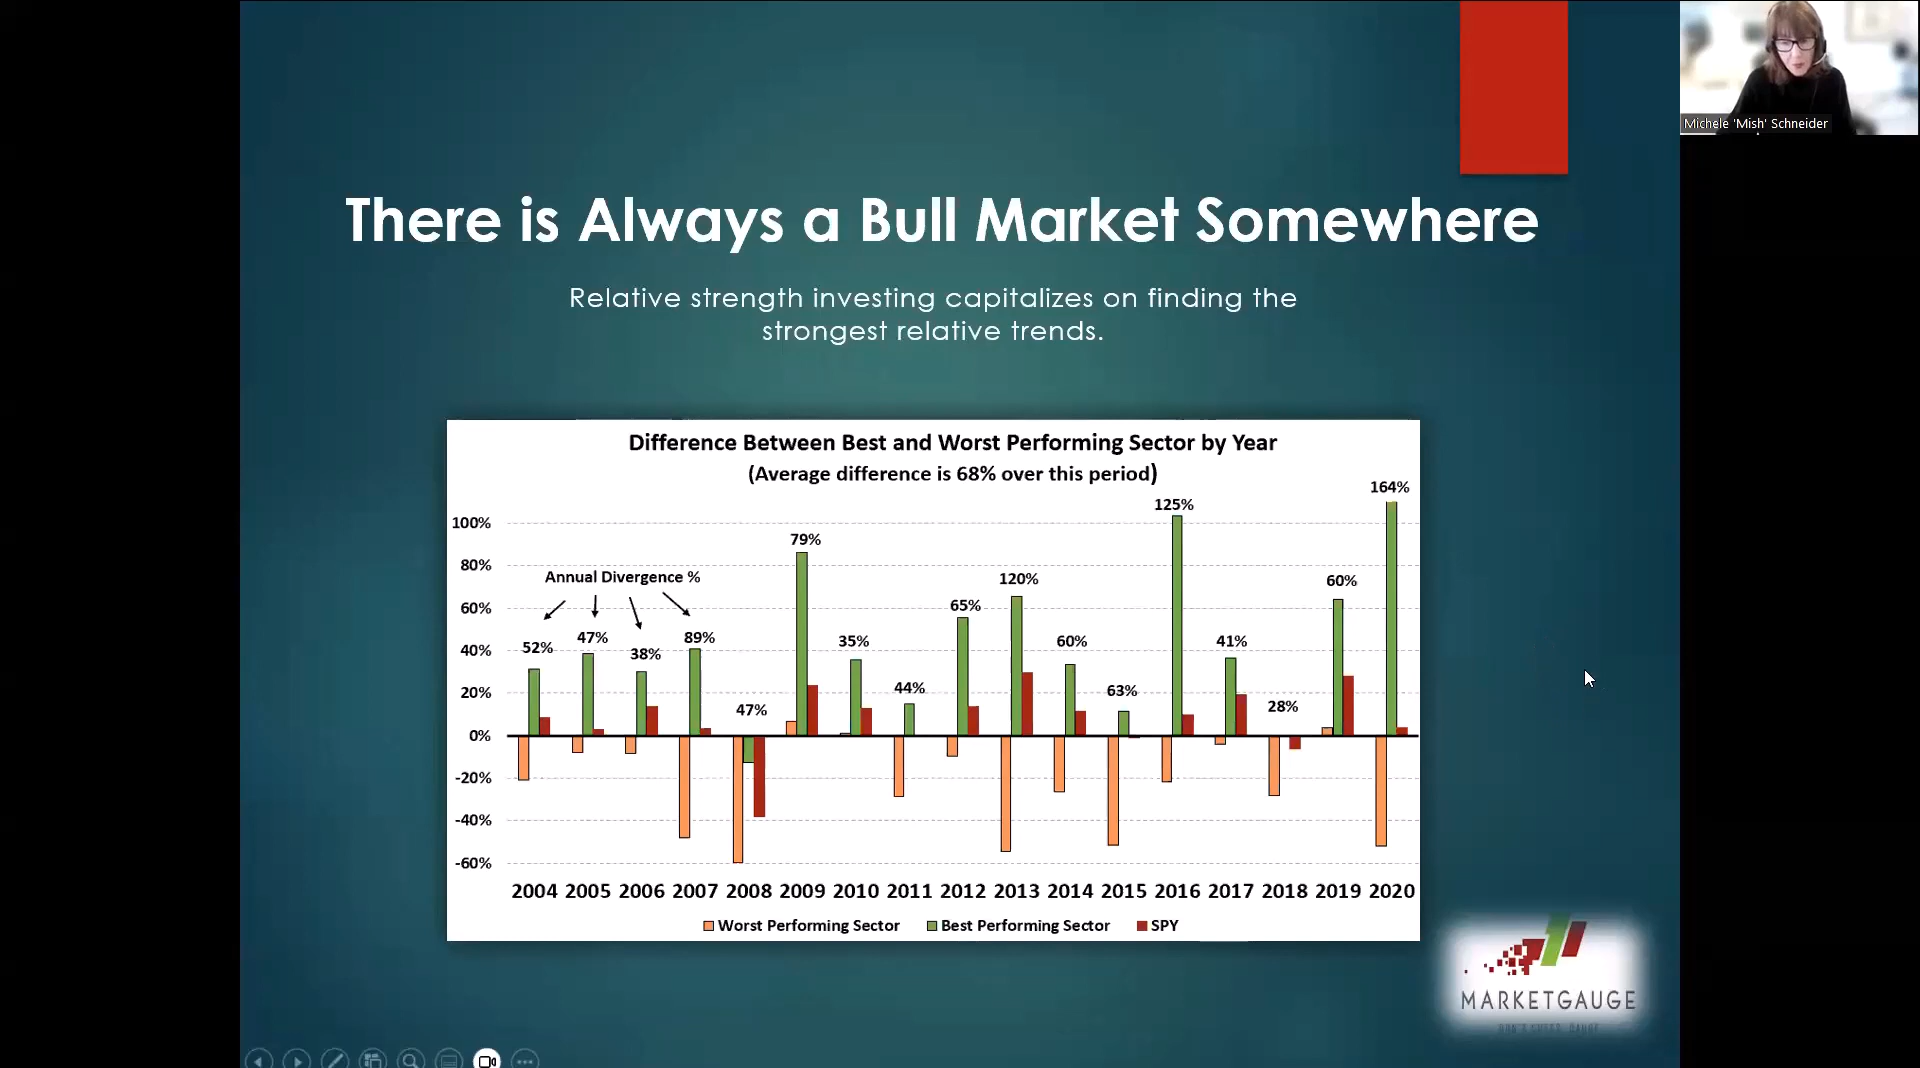 Michele 'Mish' Schneider
There is Always a Bull Market Somewhere
Relative strength investing capitalizes on finding the
strongest relative trends.
Difference Between Best and Worst Performing Sector by Year
(Average difference is 68% over this period)
164%
125%
100%
79%
80%
Annual Divergence %
120%
60%
60%
65%
52%
47%
38%
89%
35%
60%
41%
40%
44%
63%
20%
47%
28%
0%
-20%
-40%
-60%
2004 2005 2006 2007 2008 2009 2010 2011 2012 2013 2014 2015 2016 2017 2018 2019 2020
Worst Performing Sector Best Performing Sector SPY
MARKETGAUGE